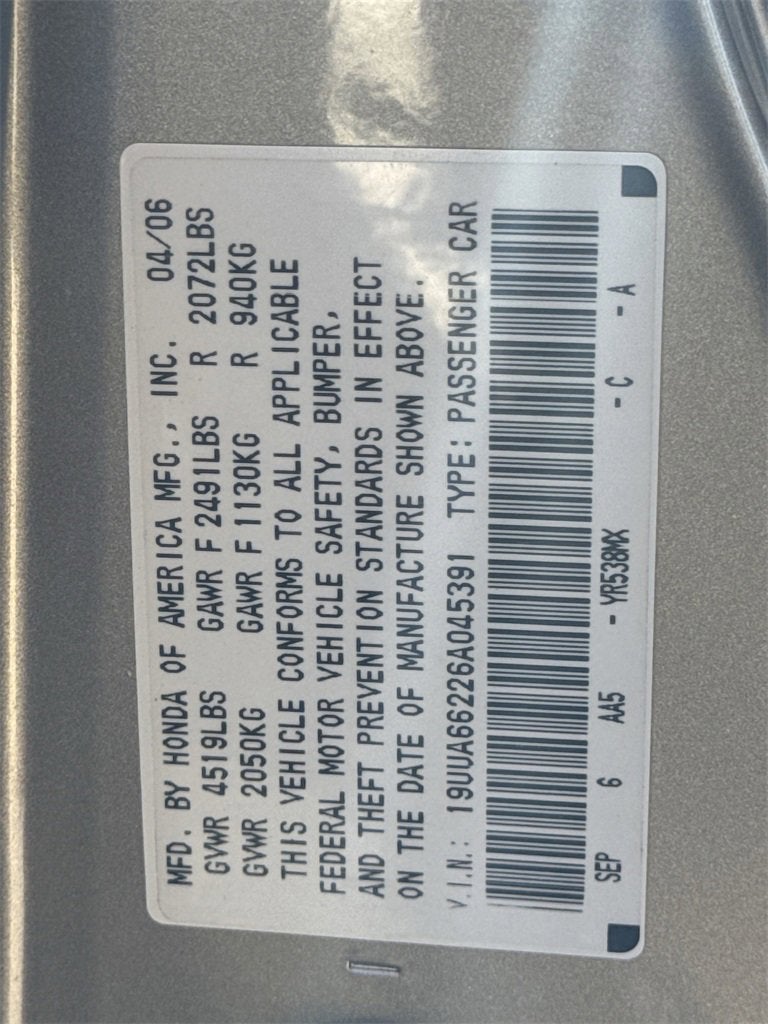 MFD. BY HONDA OF AMERICA MFG., INC. 04/06
GVWR 4519LBS GAWR F 2491LBS R 2072LBS
GVWR 2050KG GAWR F 1130KG R 940KG
THIS VEHICLE CONFORMS TO ALL APPLICABLE
FEDERAL MOTOR VEHICLE SAFETY, BUMPER,
AND THEFT PREVENTION STANDARDS IN EFFECT
ON THE DATE OF MANUFACTURE SHOWN ABOVE.
V.I.N.: 19UUA66226A045391 TYPE: PASSENGER CAR
SEP 6 AA5 - YR538MX - C - A